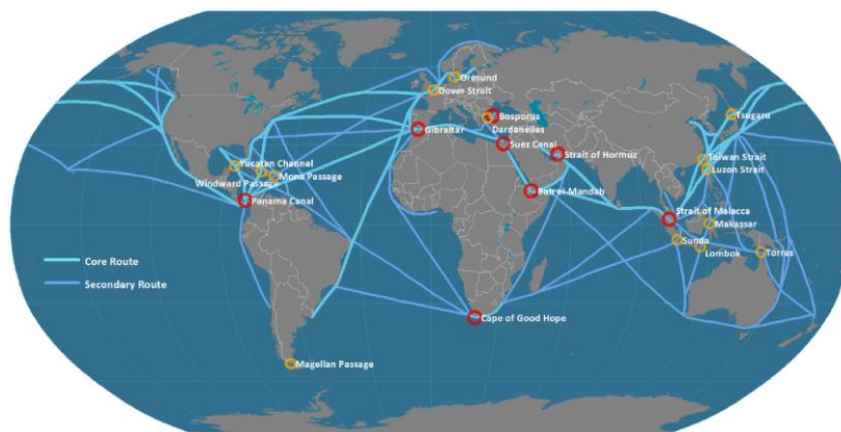 Oresund
Dover Strait
Bosporus
Tsugaru
Dardanelles
Gibraltar
Suez Canal
Strait of Hormuz
Taiwan Strait
Yucatan Channel
Luzon Strait
Mona Passage
Windward Passage
Bab el-Mandab
Panama Canal
Strait of Malacca
Makassar
Sunda
Lombok
Torres
Core Route
Secondary Route
Cape of Good Hope
Magellan Passage